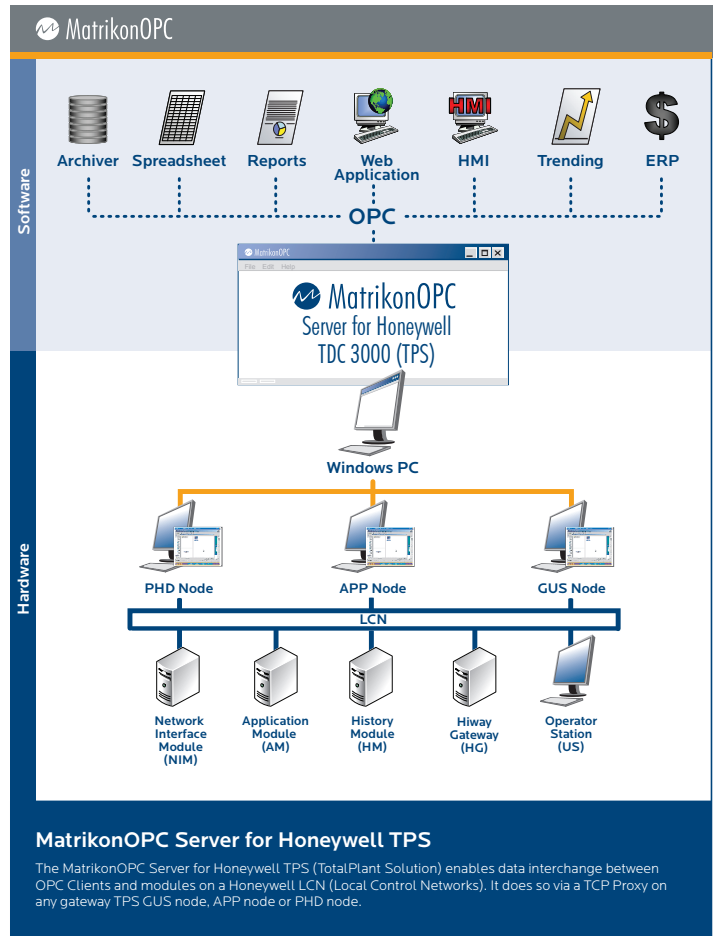 MatrikonOPC
Software
Archiver Spreadsheet Reports Web HMI Trending ERP
Application
HMI
$
OPC
MatrikonOPC
File Edit Help
MatrikonOPC
Server for Honeywell
TDC 3000 (TPS)
Hardware
Windows PC
PHD Node APP Node GUS Node
LCN
Network Application History Hiway Operator
Interface Module Module Gateway Station
Module (AM) (HM) (HG) (US)
(NIM)
MatrikonOPC Server for Honeywell TPS
The MatrikonOPC Server for Honeywell TPS (TotalPlant Solution) enables data interchange between
OPC Clients and modules on a Honeywell LCN (Local Control Networks). It does so via a TCP Proxy on
any gateway TPS GUS node, APP node or PHD node.